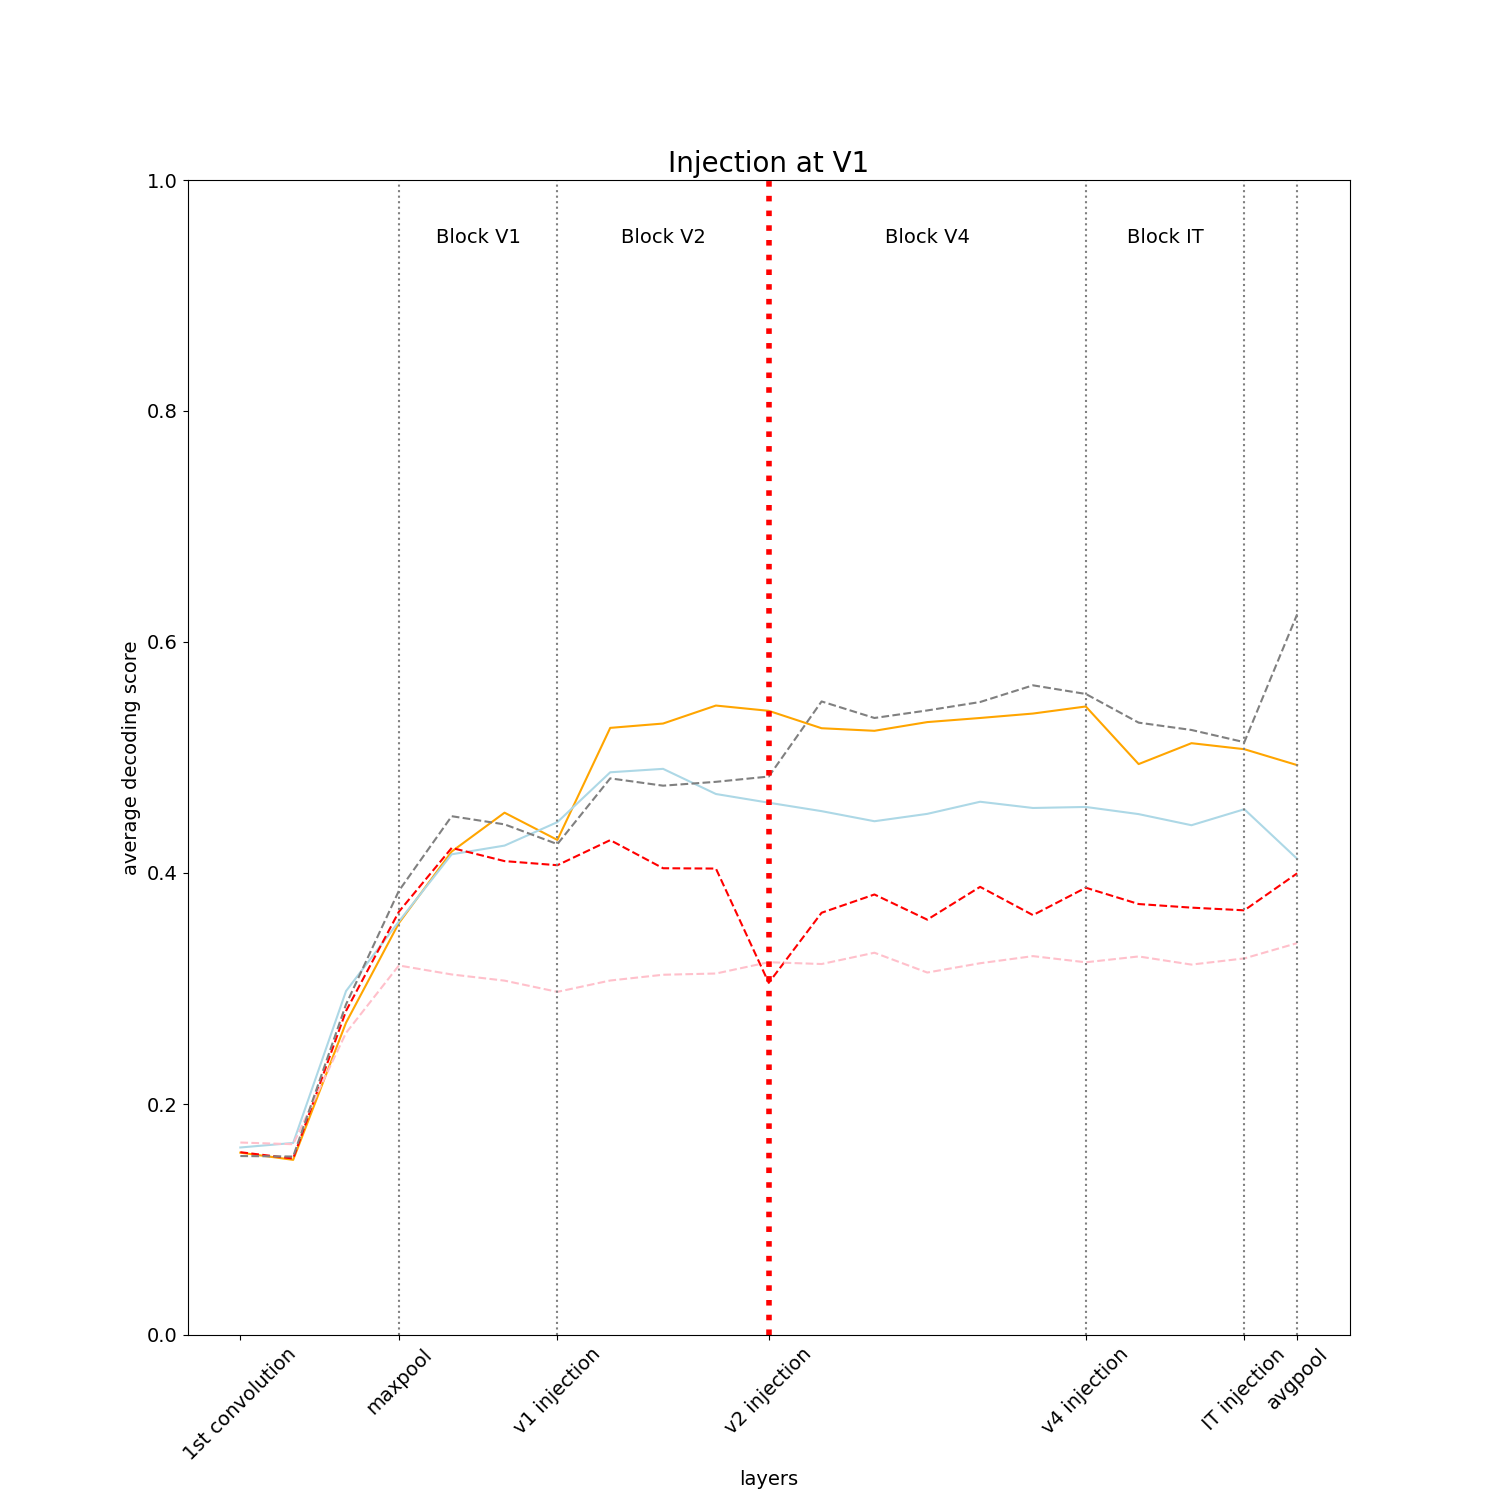 Injection at V1
1.0
0.8
0.6
0.4
0.2
0.0
average decoding score
Block V1
Block V2
Block V4
Block IT
1st convolution
maxpool
v1 injection
v2 injection
v4 injection
IT injection
avgpool
layers